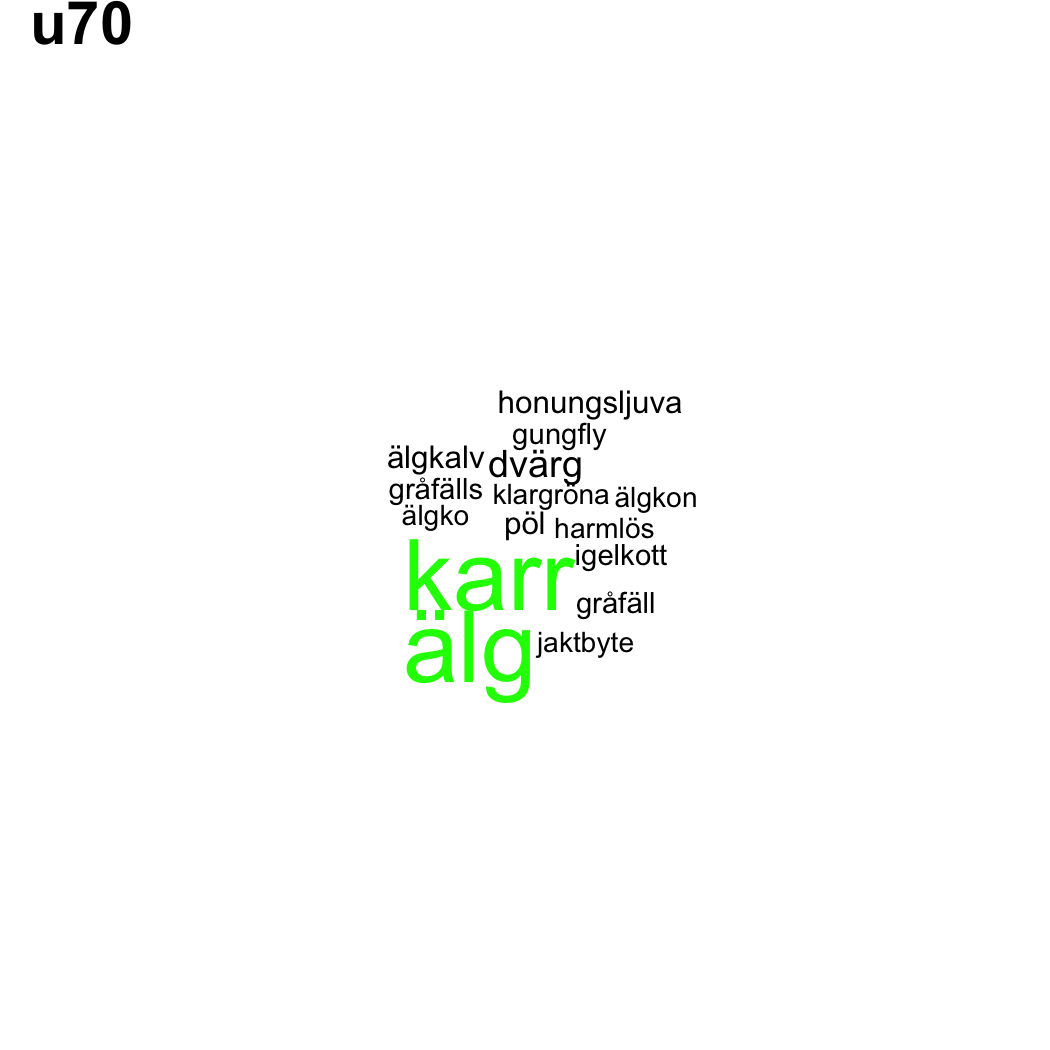 u70
honungsljuva
gungfly
älgkalv dvärg
gråfälls klargröna älgkon
älgko pöl harmlös
karr igelkott
gråfäll
älg jaktbyte